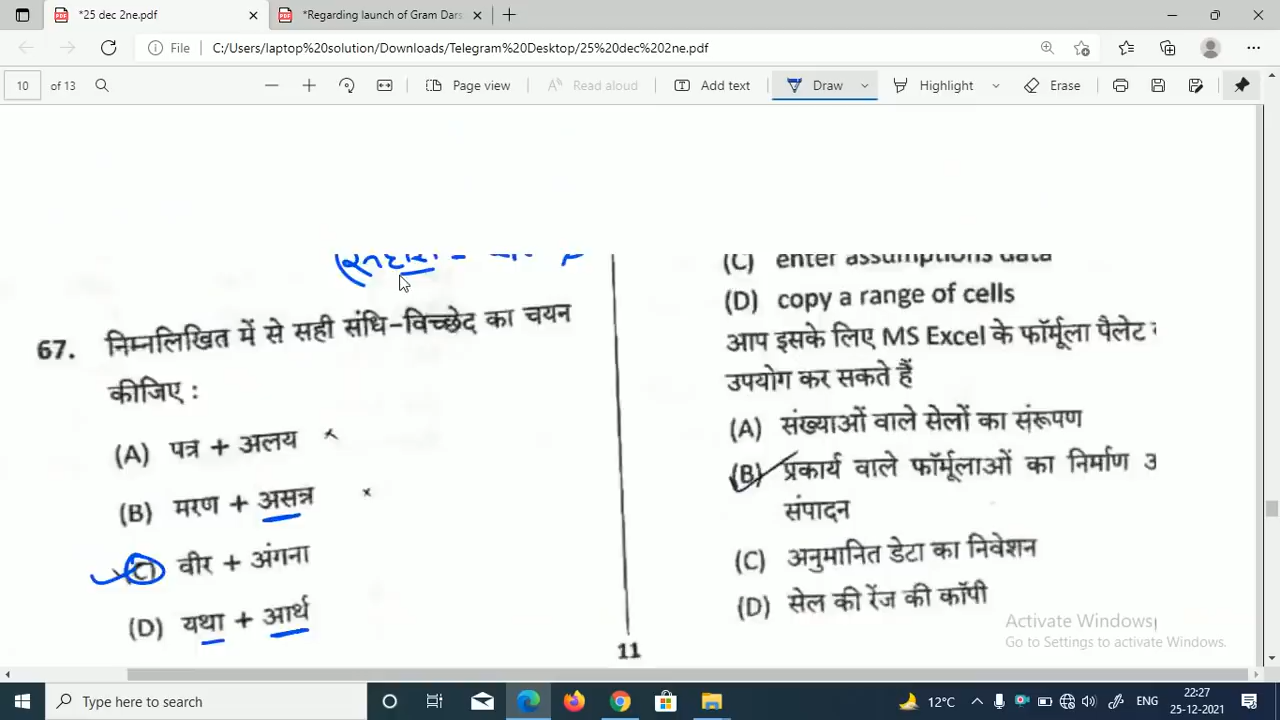 *25 dec 2ne.pdf
*Regarding launch of Gram Dars
File
C:/Users/laptop%20solution/Downloads/Telegram%20Desktop/25%20dec%202ne.pdf
10 of 13
Page view
Read aloud
Add text
Draw
Highlight
Erase
67. निम्नलिखित में से सही संधि-विच्छेद का चयन
कीजिए :
(A) पत्र + अलय ×
(B) मरण + असन्न ×
(C) वीर + अंगना
(D) यथा + आर्थ
(C) enter assumptions data
(D) copy a range of cells
आप इसके लिए MS Excel के फॉर्मूला पैलेट
उपयोग कर सकते हैं
(A) संख्याओं वाले सेलों का संरूपण
(B) प्रकार्य वाले फॉर्मूलाओं का निर्माण
संपादन
(C) अनुमानित डेटा का निवेशन
(D) सेल की रेंज की कॉपी
11
Activate Windows
Go to Settings to activate Windows.
Type here to search
12°C
ENG
22:27
25-12-2021